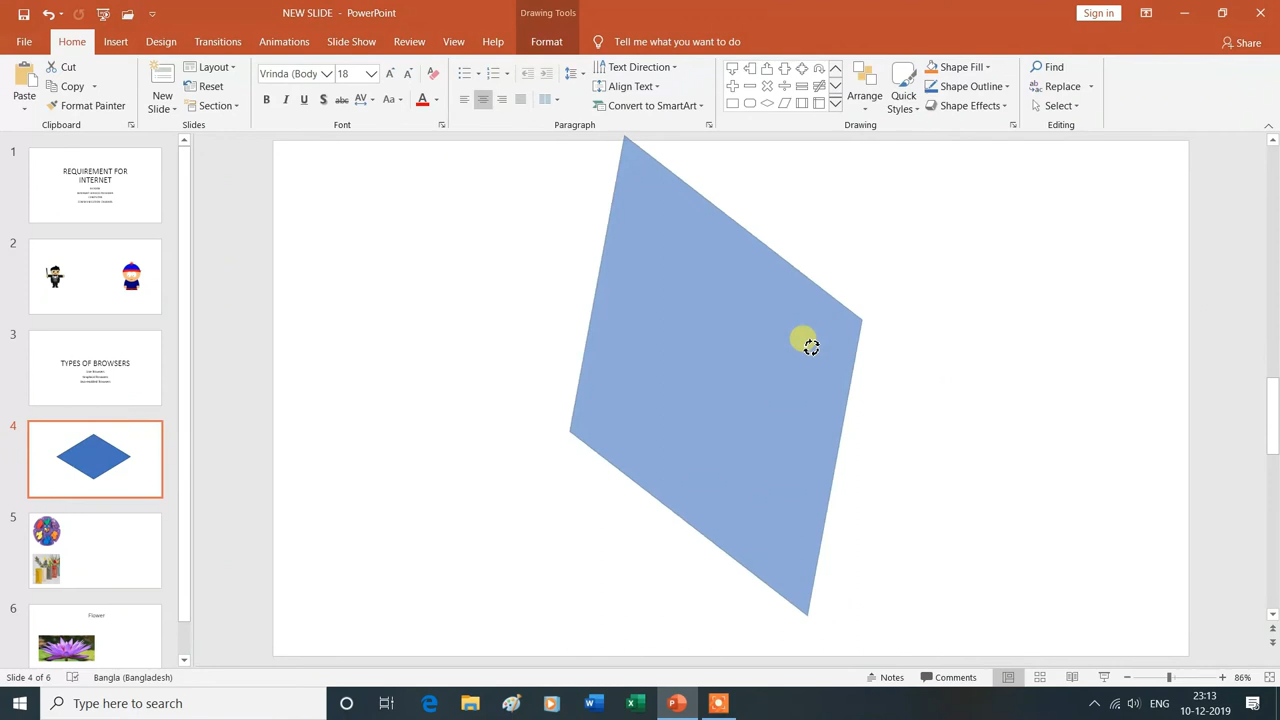 NEW SLIDE - PowerPoint
Drawing Tools
Sign in
File
Home
Insert
Design
Slide Show
Transitions
Animations
Review
View
Help
Format
Tell me what you want to do
Share
Paste
Cut
Copy
Format Painter
Clipboard
New Slide
Layout
Reset
Section
Slides
Vrinda (Body
18
B I U S abc AV Aa A
Font
Text Direction
Align Text
Convert to SmartArt
Paragraph
Arrange
Quick Styles
Shape Fill
Shape Outline
Shape Effects
Drawing
Find
Replace
Select
Editing
1
REQUIREMENT FOR
INTERNET
2
3
TYPES OF BROWSERS
4
5
6
Flower
Slide 4 of 6
Bangla (Bangladesh)
Notes
Comments
86%
Type here to search
ENG
23:13
10-12-2019